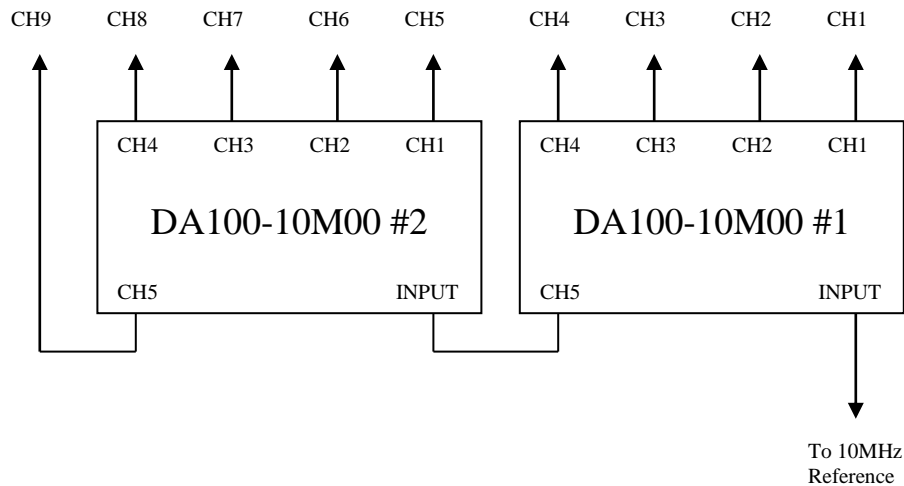 CH9 CH8 CH7 CH6 CH5 CH4 CH3 CH2 CH1
CH4 CH3 CH2 CH1 CH4 CH3 CH2 CH1
DA100-10M00 #2 DA100-10M00 #1
CH5 INPUT CH5 INPUT
To 10MHz
Reference